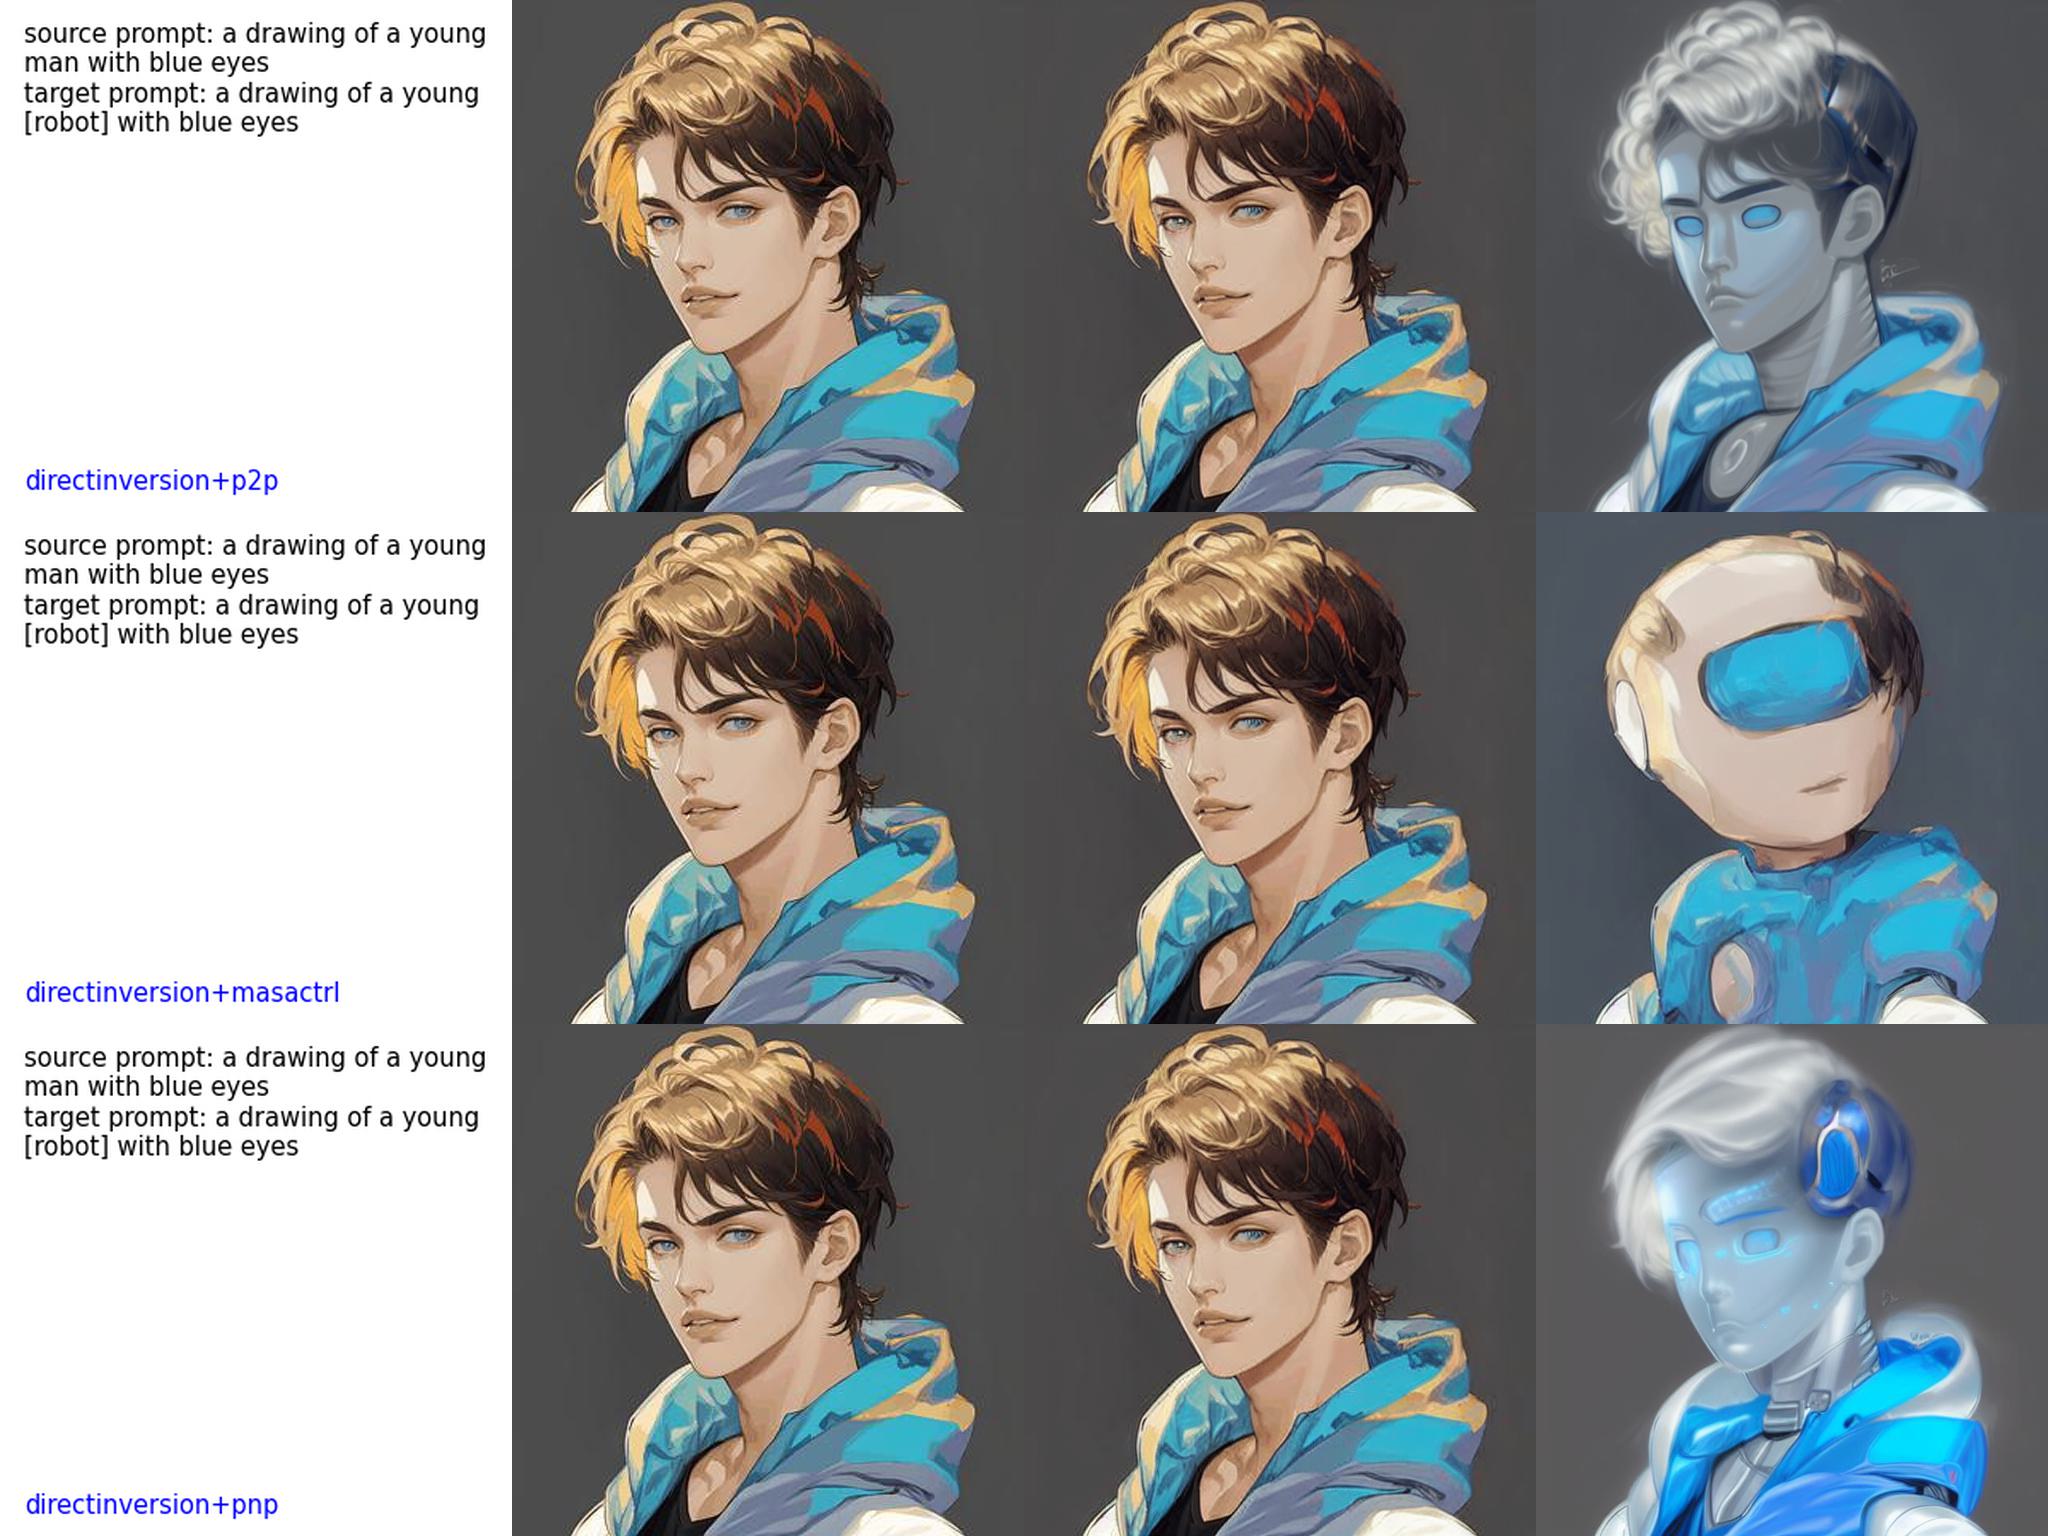 source prompt: a drawing of a young
man with blue eyes
target prompt: a drawing of a young
[robot] with blue eyes
directinversion+p2p
source prompt: a drawing of a young
man with blue eyes
target prompt: a drawing of a young
[robot] with blue eyes
directinversion+masactrl
source prompt: a drawing of a young
man with blue eyes
target prompt: a drawing of a young
[robot] with blue eyes
directinversion+pnp